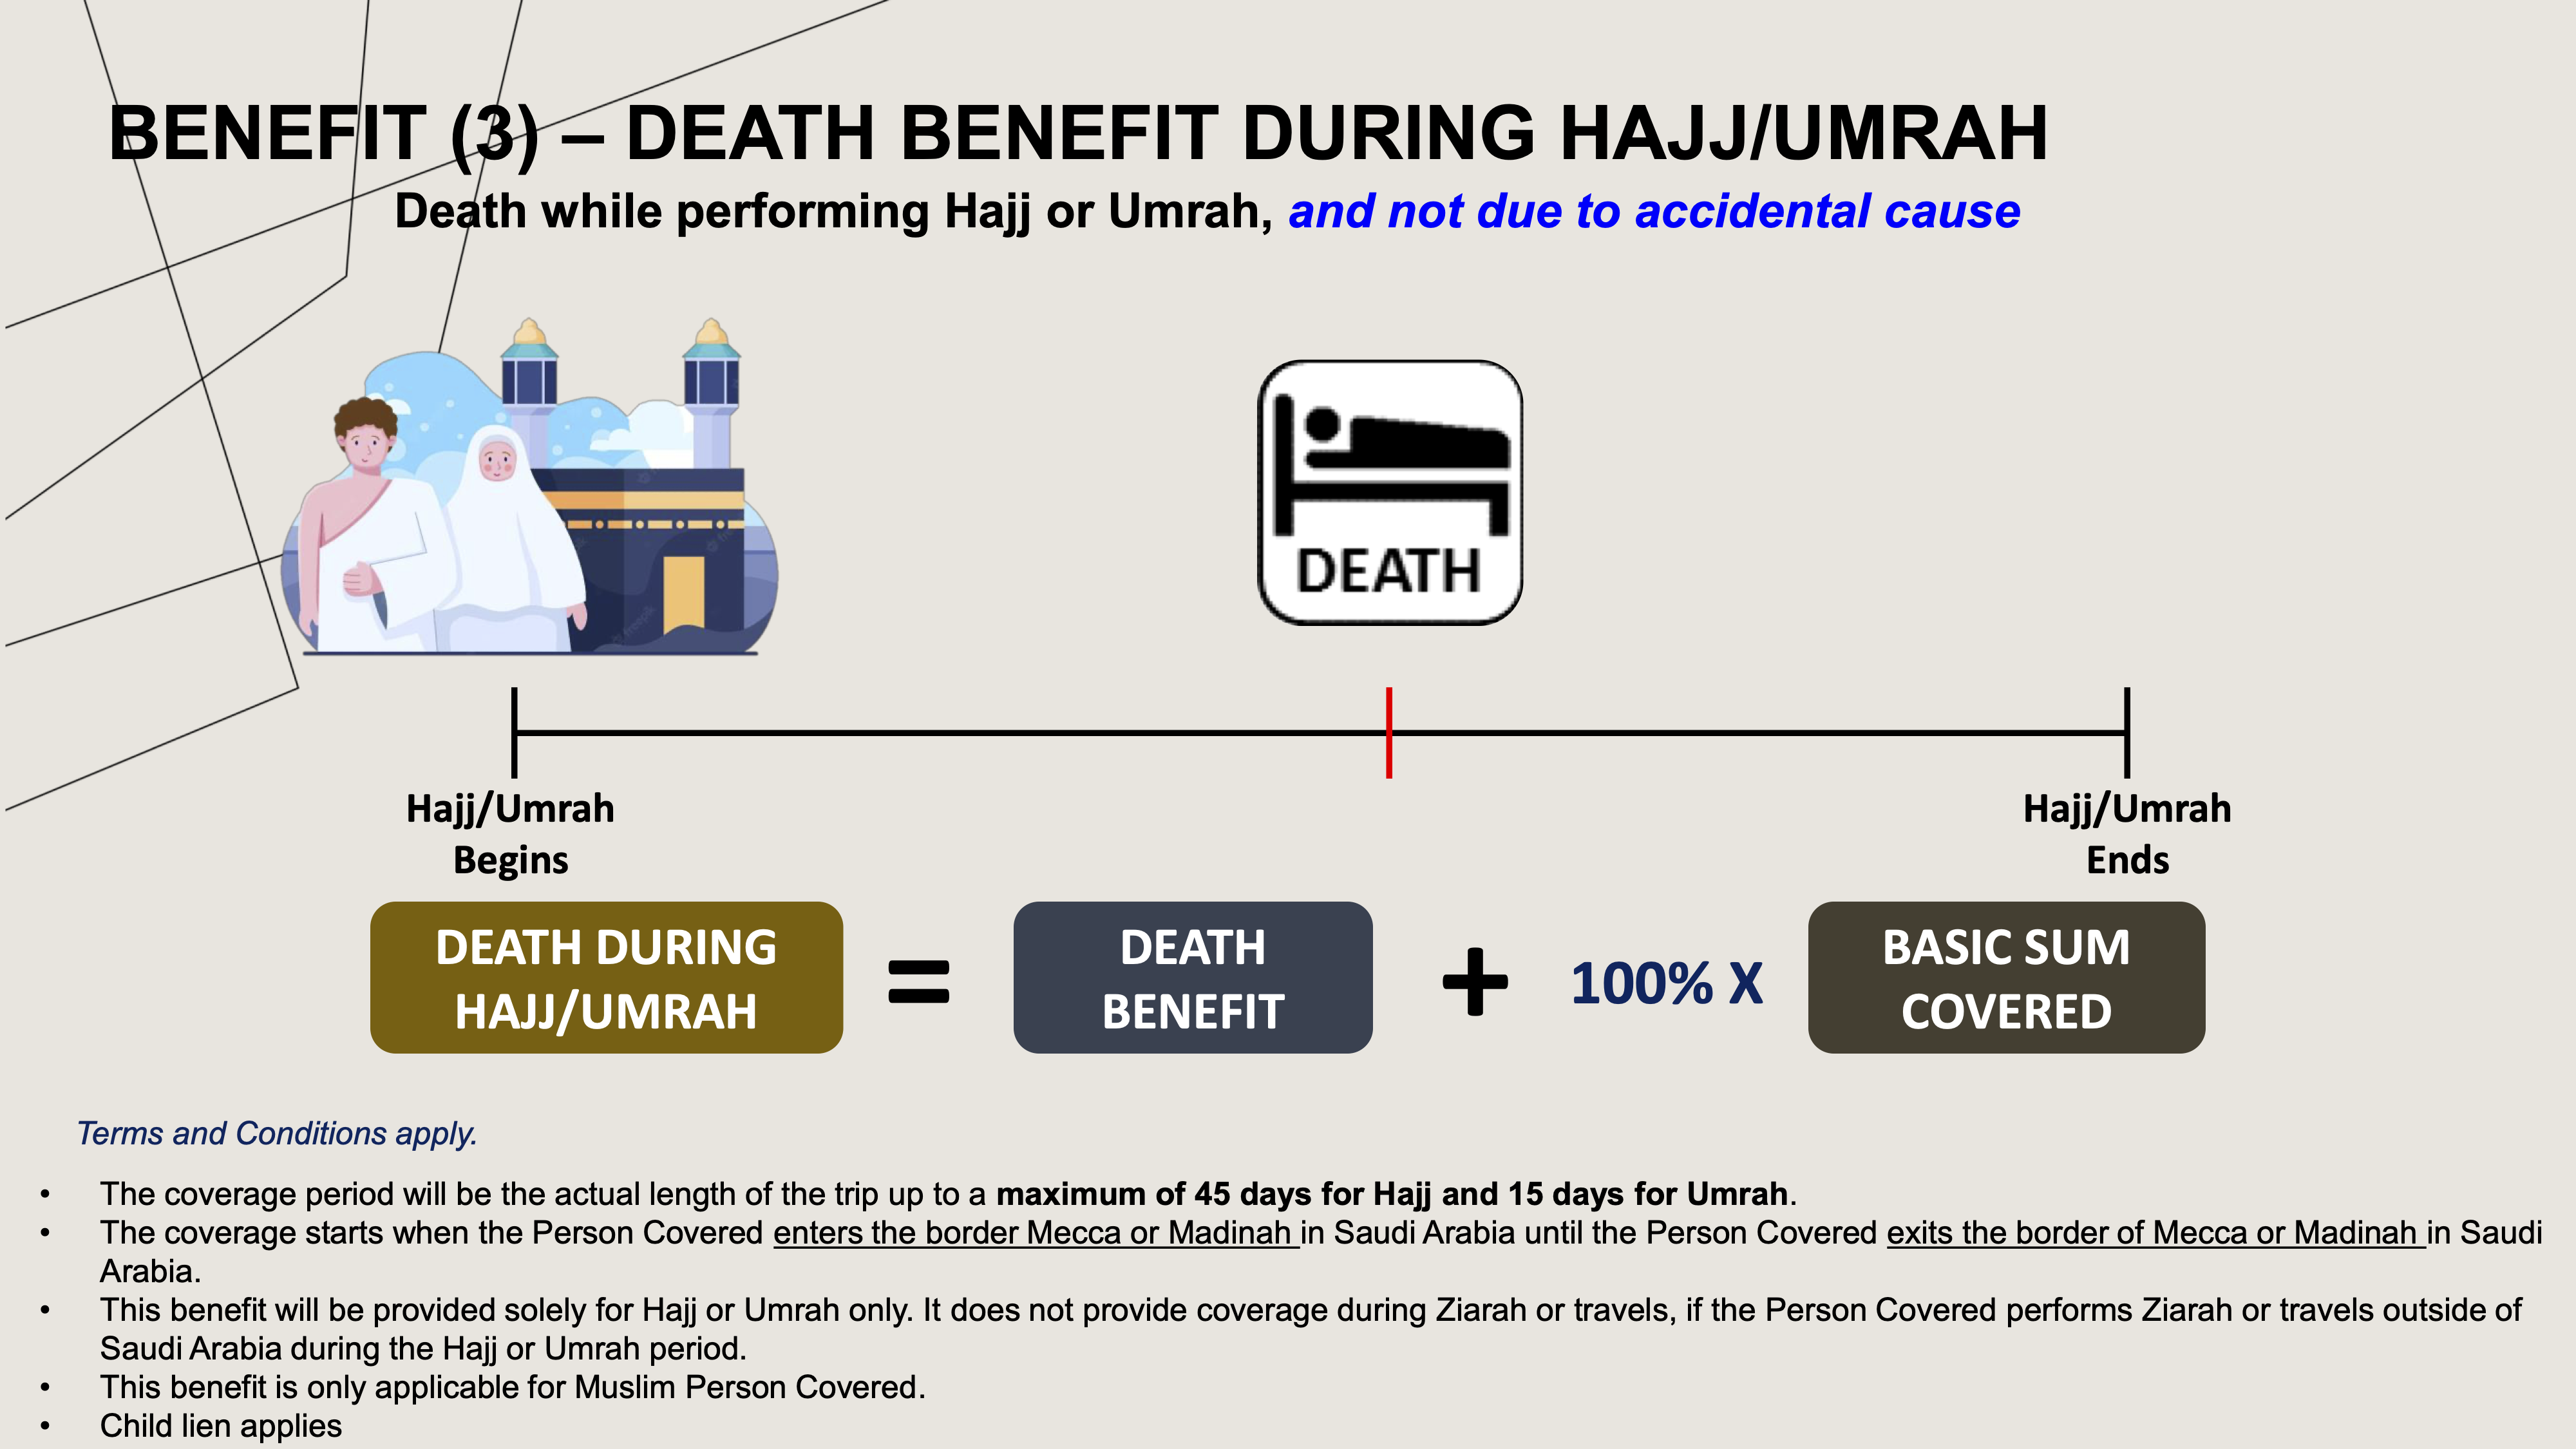 BENEFIT (3) – DEATH BENEFIT DURING HAJJ/UMRAH
Death while performing Hajj or Umrah, and not due to accidental cause
DEATH
Hajj/Umrah
Begins
Hajj/Umrah
Ends
DEATH DURING
HAJJ/UMRAH
=
DEATH
BENEFIT
+
100% X
BASIC SUM
COVERED
Terms and Conditions apply.
• The coverage period will be the actual length of the trip up to a maximum of 45 days for Hajj and 15 days for Umrah.
• The coverage starts when the Person Covered enters the border Mecca or Madinah in Saudi Arabia until the Person Covered exits the border of Mecca or Madinah in Saudi
Arabia.
• This benefit will be provided solely for Hajj or Umrah only. It does not provide coverage during Ziarah or travels, if the Person Covered performs Ziarah or travels outside of
Saudi Arabia during the Hajj or Umrah period.
• This benefit is only applicable for Muslim Person Covered.
• Child lien applies